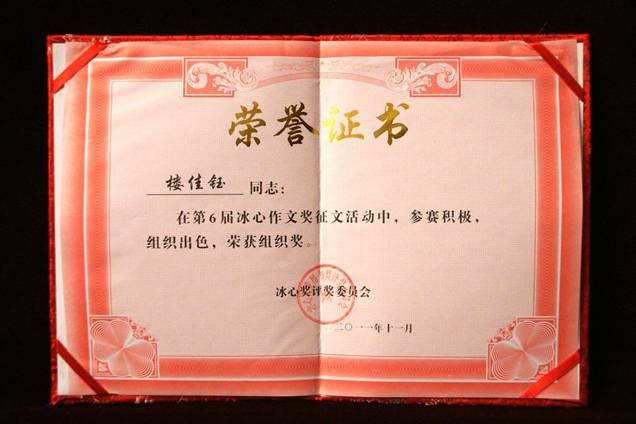 荣誉证书
楼佳钰 同志：
在第6届冰心作文奖征文活动中，参赛积极，
组织出色，荣获组织奖。
冰心奖评奖委员会
二〇一一年十一月